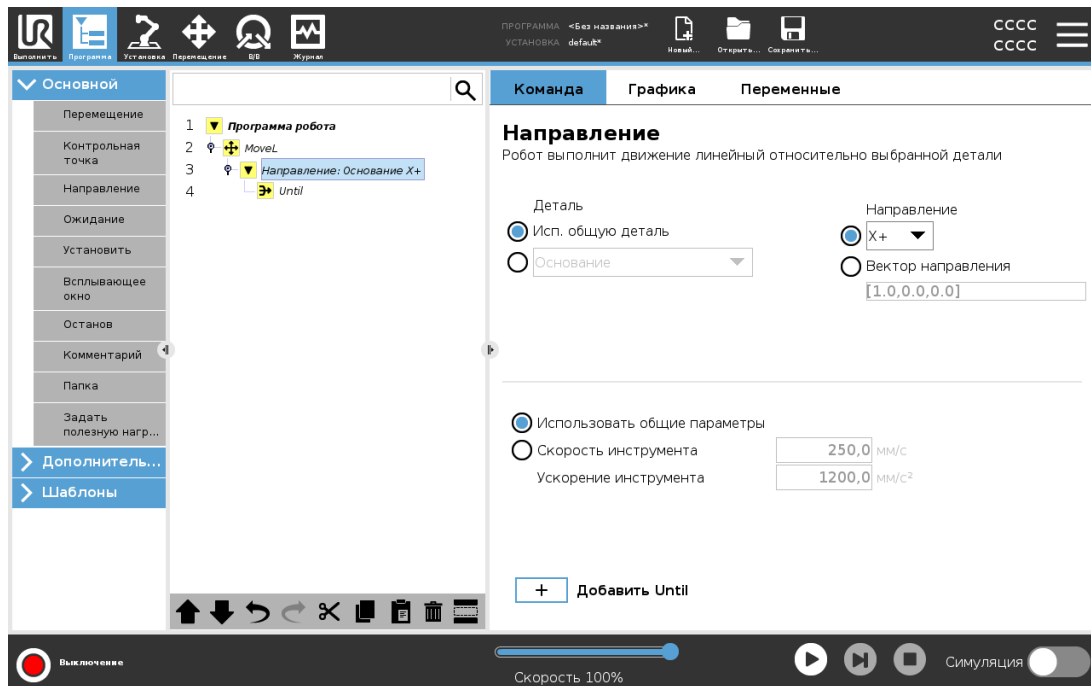 UR
ПРОГРАММА <Без названия>*
УСТАНОВКА default*
Выполнить Программа Установка Перемещение В/В Журнал
Новый... Открыть... Сохранить...
CCCC
CCCC
Основной
Перемещение
Контрольная
точка
Направление
Ожидание
Установить
Всплывающее
окно
Останов
Комментарий
Папка
Задать
полезную нагр...
Дополнитель...
Шаблоны
1 Программа робота
2 MoveL
3 Направление: Основание X+
4 Until
Команда Графика Переменные
Направление
Робот выполнит движение линейный относительно выбранной детали
Деталь
Исп. общую деталь
Основание
Направление
X+
Вектор направления
[1.0,0.0,0.0]
Использовать общие параметры
Скорость инструмента 250,0 мм/с
Ускорение инструмента 1200,0 мм/с²
+ Добавить Until
Выключение
Скорость 100%
Симуляция